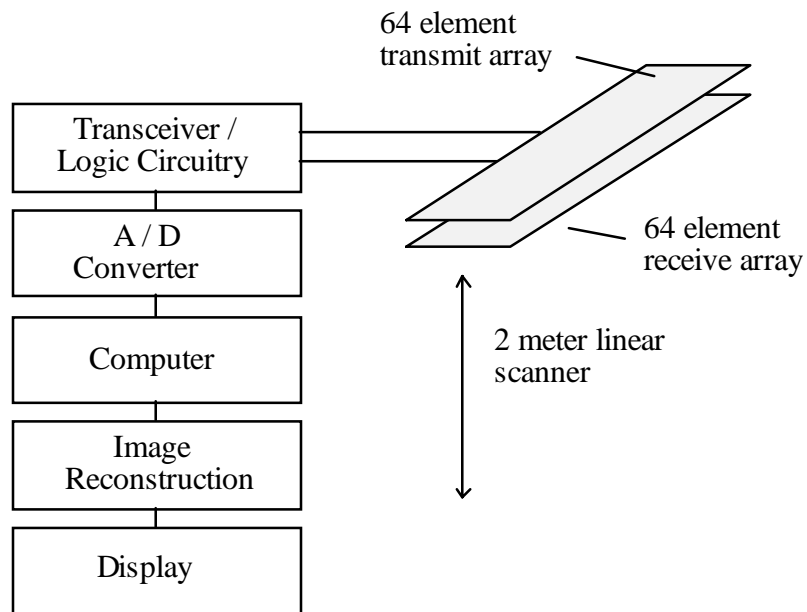 64 element
transmit array
Transceiver /
Logic Circuitry
A / D
Converter
64 element
receive array
Computer
2 meter linear
scanner
Image
Reconstruction
Display